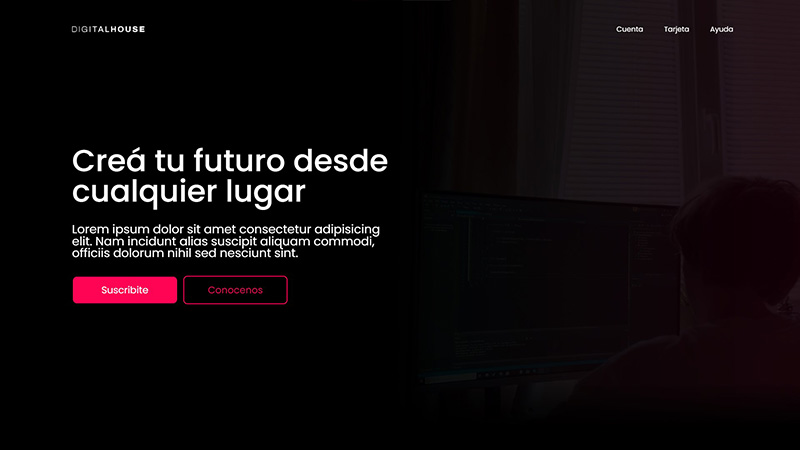 DIGITALHOUSE
Cuenta Tarjeta Ayuda
Creá tu futuro desde
cualquier lugar
Lorem ipsum dolor sit amet consectetur adipisicing
elit. Nam incidunt alias suscipit aliquam commodi,
officiis dolorum nihil sed nesciunt sint.
Suscribite Conocenos